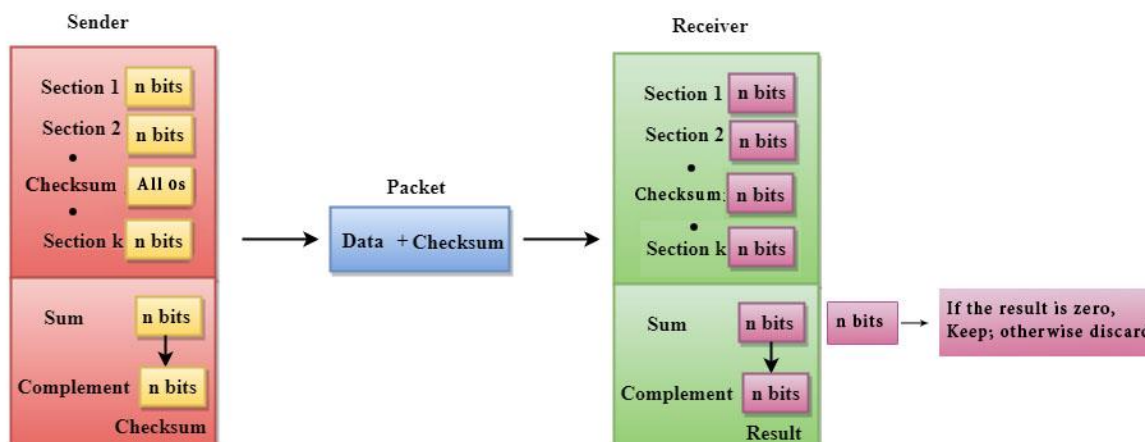 Sender
Section 1 n bits
Section 2 n bits
Checksum All os
Section k n bits
Sum n bits
Complement n bits
Checksum
Packet
Data + Checksum
Receiver
Section 1 n bits
Section 2 n bits
Checksum: n bits
Section k n bits
Sum n bits
Complement n bits
Result
n bits
If the result is zero,
Keep; otherwise discard